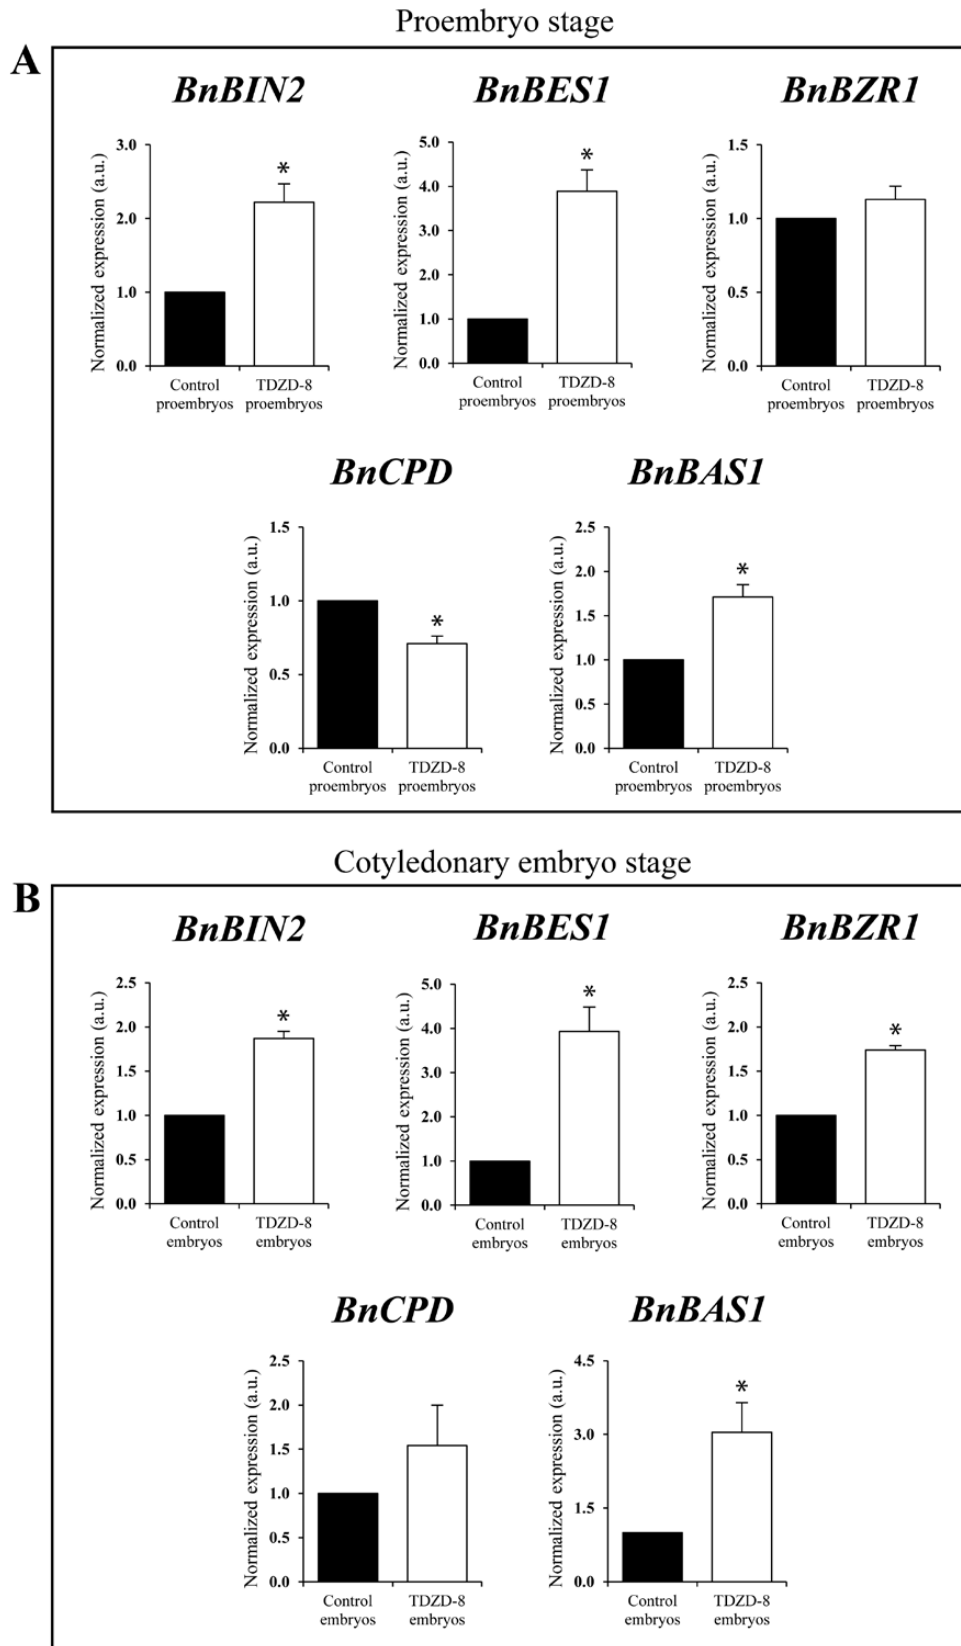 Proembryo stage
A
BnBIN2
BnBES1
BnBZR1
Normalized expression (a.u.)
3.0
2.0
1.0
0.0
*
Control
proembryos
TDZD-8
proembryos
Normalized expression (a.u.)
5.0
4.0
3.0
2.0
1.0
0.0
*
Control
proembryos
TDZD-8
proembryos
Normalized expression (a.u.)
1.5
1.0
0.5
0.0
Control
proembryos
TDZD-8
proembryos
BnCPD
BnBAS1
Normalized expression (a.u.)
1.5
1.0
0.5
0.0
*
Control
proembryos
TDZD-8
proembryos
Normalized expression (a.u.)
2.5
2.0
1.5
1.0
0.5
0.0
*
Control
proembryos
TDZD-8
proembryos
Cotyledonary embryo stage
B
BnBIN2
BnBES1
BnBZR1
Normalized expression (a.u.)
2.5
2.0
1.5
1.0
0.5
0.0
*
Control
embryos
TDZD-8
embryos
Normalized expression (a.u.)
5.0
4.0
3.0
2.0
1.0
0.0
*
Control
embryos
TDZD-8
embryos
Normalized expression (a.u.)
2.5
2.0
1.5
1.0
0.5
0.0
*
Control
embryos
TDZD-8
embryos
BnCPD
BnBAS1
Normalized expression (a.u.)
2.5
2.0
1.5
1.0
0.5
0.0
Control
embryos
TDZD-8
embryos
Normalized expression (a.u.)
4.5
3.0
1.5
0.0
*
Control
embryos
TDZD-8
embryos